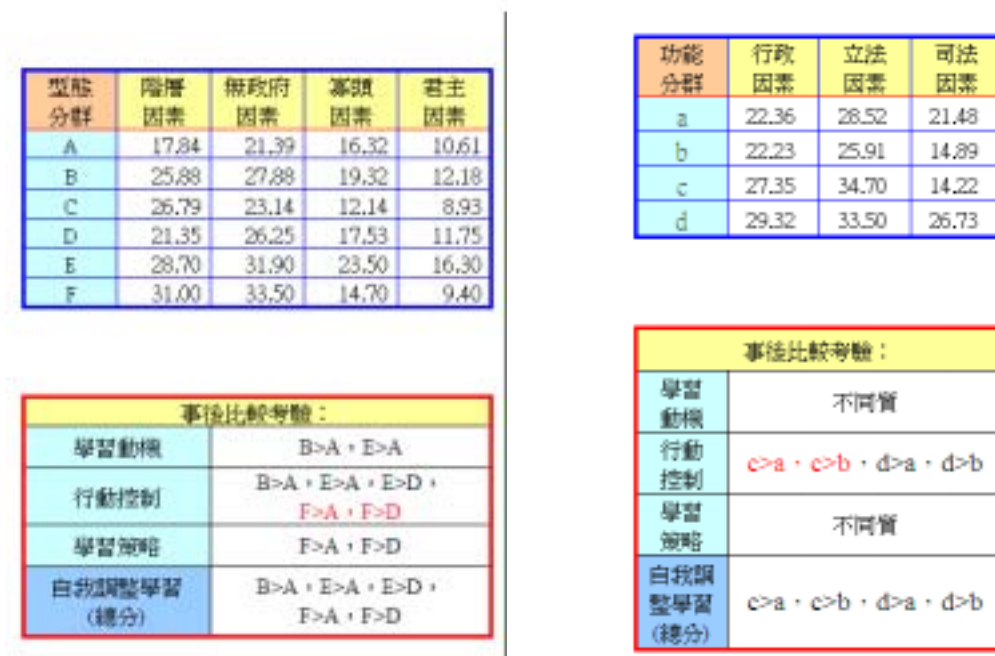 型態分群 階層因素 無政府因素 寡頭因素 君主因素
A 17.84 21.39 16.32 10.61
B 25.88 27.88 19.32 12.18
C 26.79 23.14 12.14 8.93
D 21.35 26.25 17.53 11.75
E 28.70 31.90 23.50 16.30
F 31.00 33.50 14.70 9.40
事後比較考驗：
學習動機 B>A，E>A
行動控制 B>A，E>A，E>D，
F>A，F>D
學習策略 F>A，F>D
自我調整學習 B>A，E>A，E>D，
(總分) F>A，F>D
功能分群 行政因素 立法因素 司法因素
a 22.36 28.52 21.48
b 22.23 25.91 14.89
c 27.35 34.70 14.22
d 29.32 33.50 26.73
事後比較考驗：
學習動機 不同質
行動控制 c>a，c>b，d>a，d>b
學習策略 不同質
自我調整學習(總分) c>a，c>b，d>a，d>b